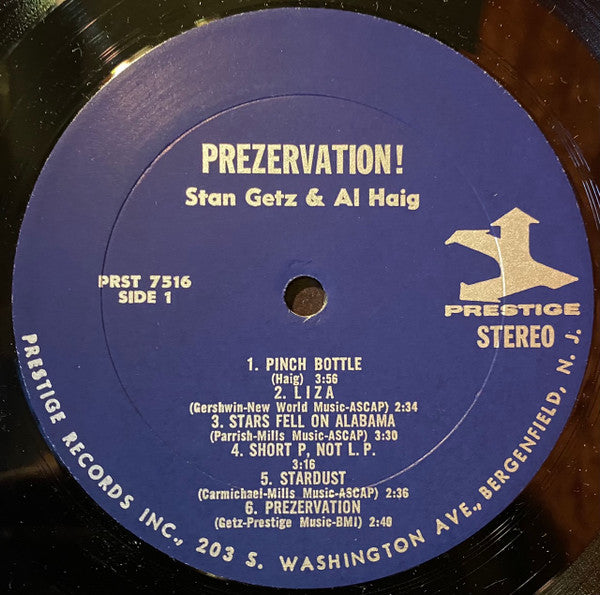 PREZERVATION!
Stan Getz & Al Haig
PRST 7516
SIDE 1
PRESTIGE
STEREO
1. PINCH BOTTLE
(Haig) 3:56
2. LIZA
(Gershwin-New World Music-ASCAP) 2:34
3. STARS FELL ON ALABAMA
(Parrish-Mills Music-ASCAP) 3:30
4. SHORT P, NOT L. P.
3:16
5. STARDUST
(Carmichael-Mills Music-ASCAP) 2:36
6. PREZERVATION
(Getz-Prestige Music-BMI) 2:40
PRESTIGE RECORDS INC., 203 S. WASHINGTON AVE., BERGENFIELD, N. J.